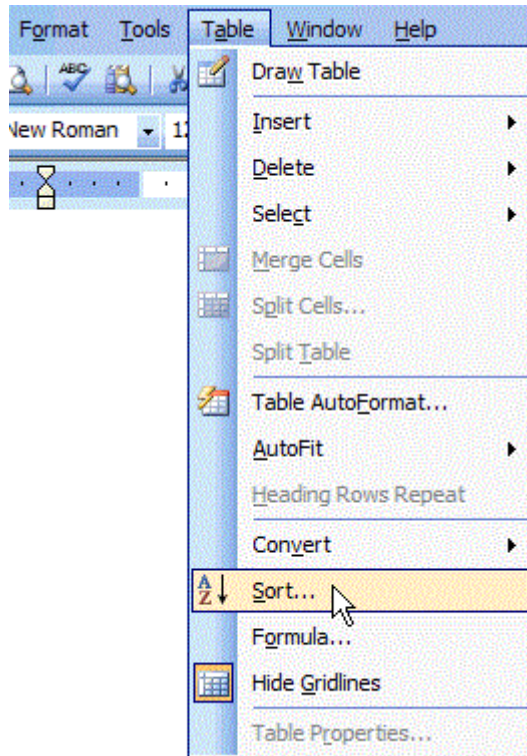 Format Tools Table Window Help
ABC
Draw Table
New Roman
Insert
Delete
Select
Merge Cells
Split Cells...
Split Table
Table AutoFormat...
AutoFit
Heading Rows Repeat
Convert
A Z Sort...
Formula...
Hide Gridlines
Table Properties...